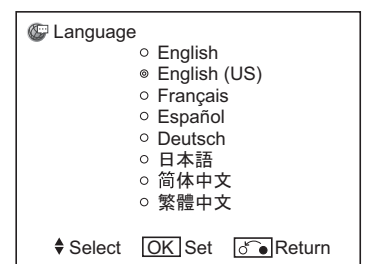 Language
English
English (US)
Français
Español
Deutsch
日本語
简体中文
繁體中文
Select OK Set Return